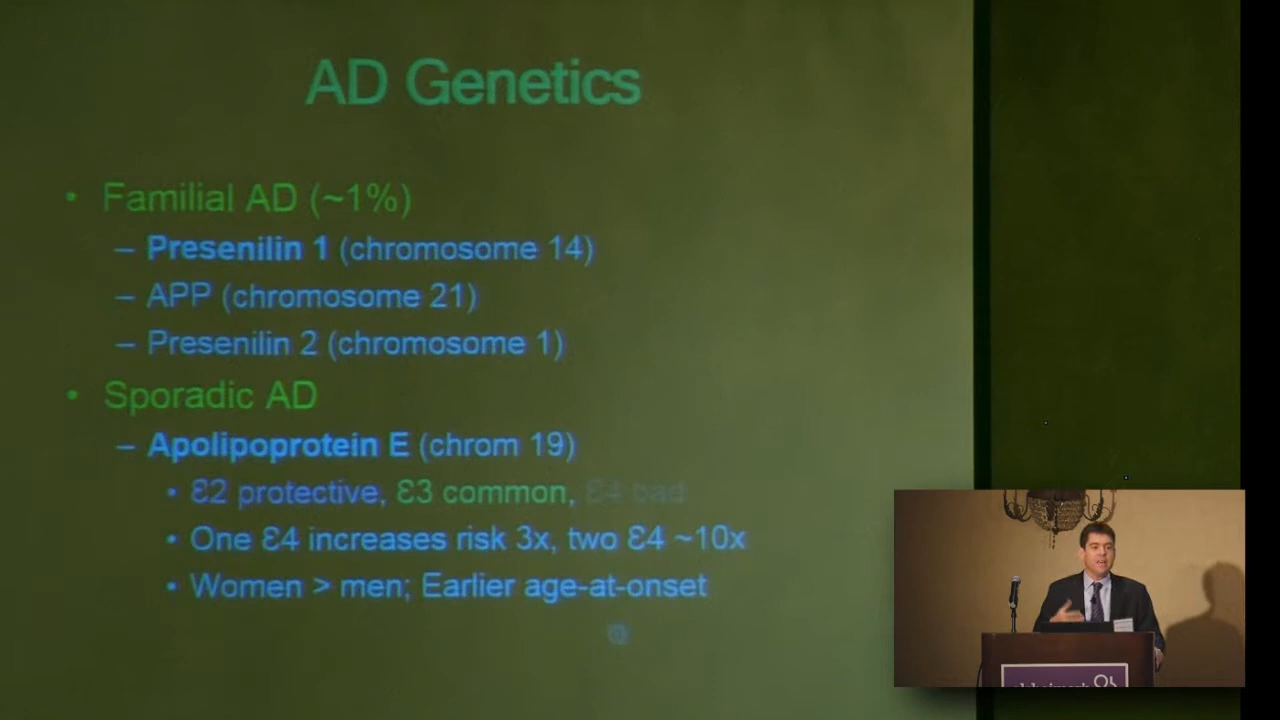 AD Genetics
• Familial AD (~1%)
– Presenilin 1 (chromosome 14)
– APP (chromosome 21)
– Presenilin 2 (chromosome 1)
• Sporadic AD
– Apolipoprotein E (chrom 19)
• Ɛ2 protective, Ɛ3 common, Ɛ4 bad
• One Ɛ4 increases risk 3x, two Ɛ4 ~10x
• Women > men; Earlier age-at-onset